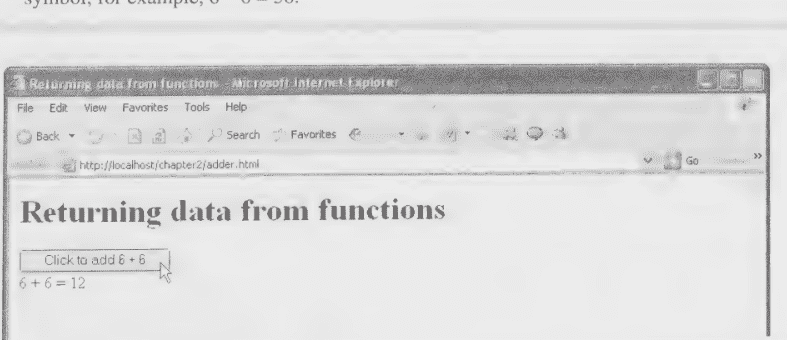 symbol, for example, 6 * 6 = 36.
Returning data from functions - Microsoft Internet Explorer
File Edit View Favorites Tools Help
Back Search Favorites
http://localhost/chapter2/adder.html Go »
Returning data from functions
Click to add 6 + 6
6 + 6 = 12